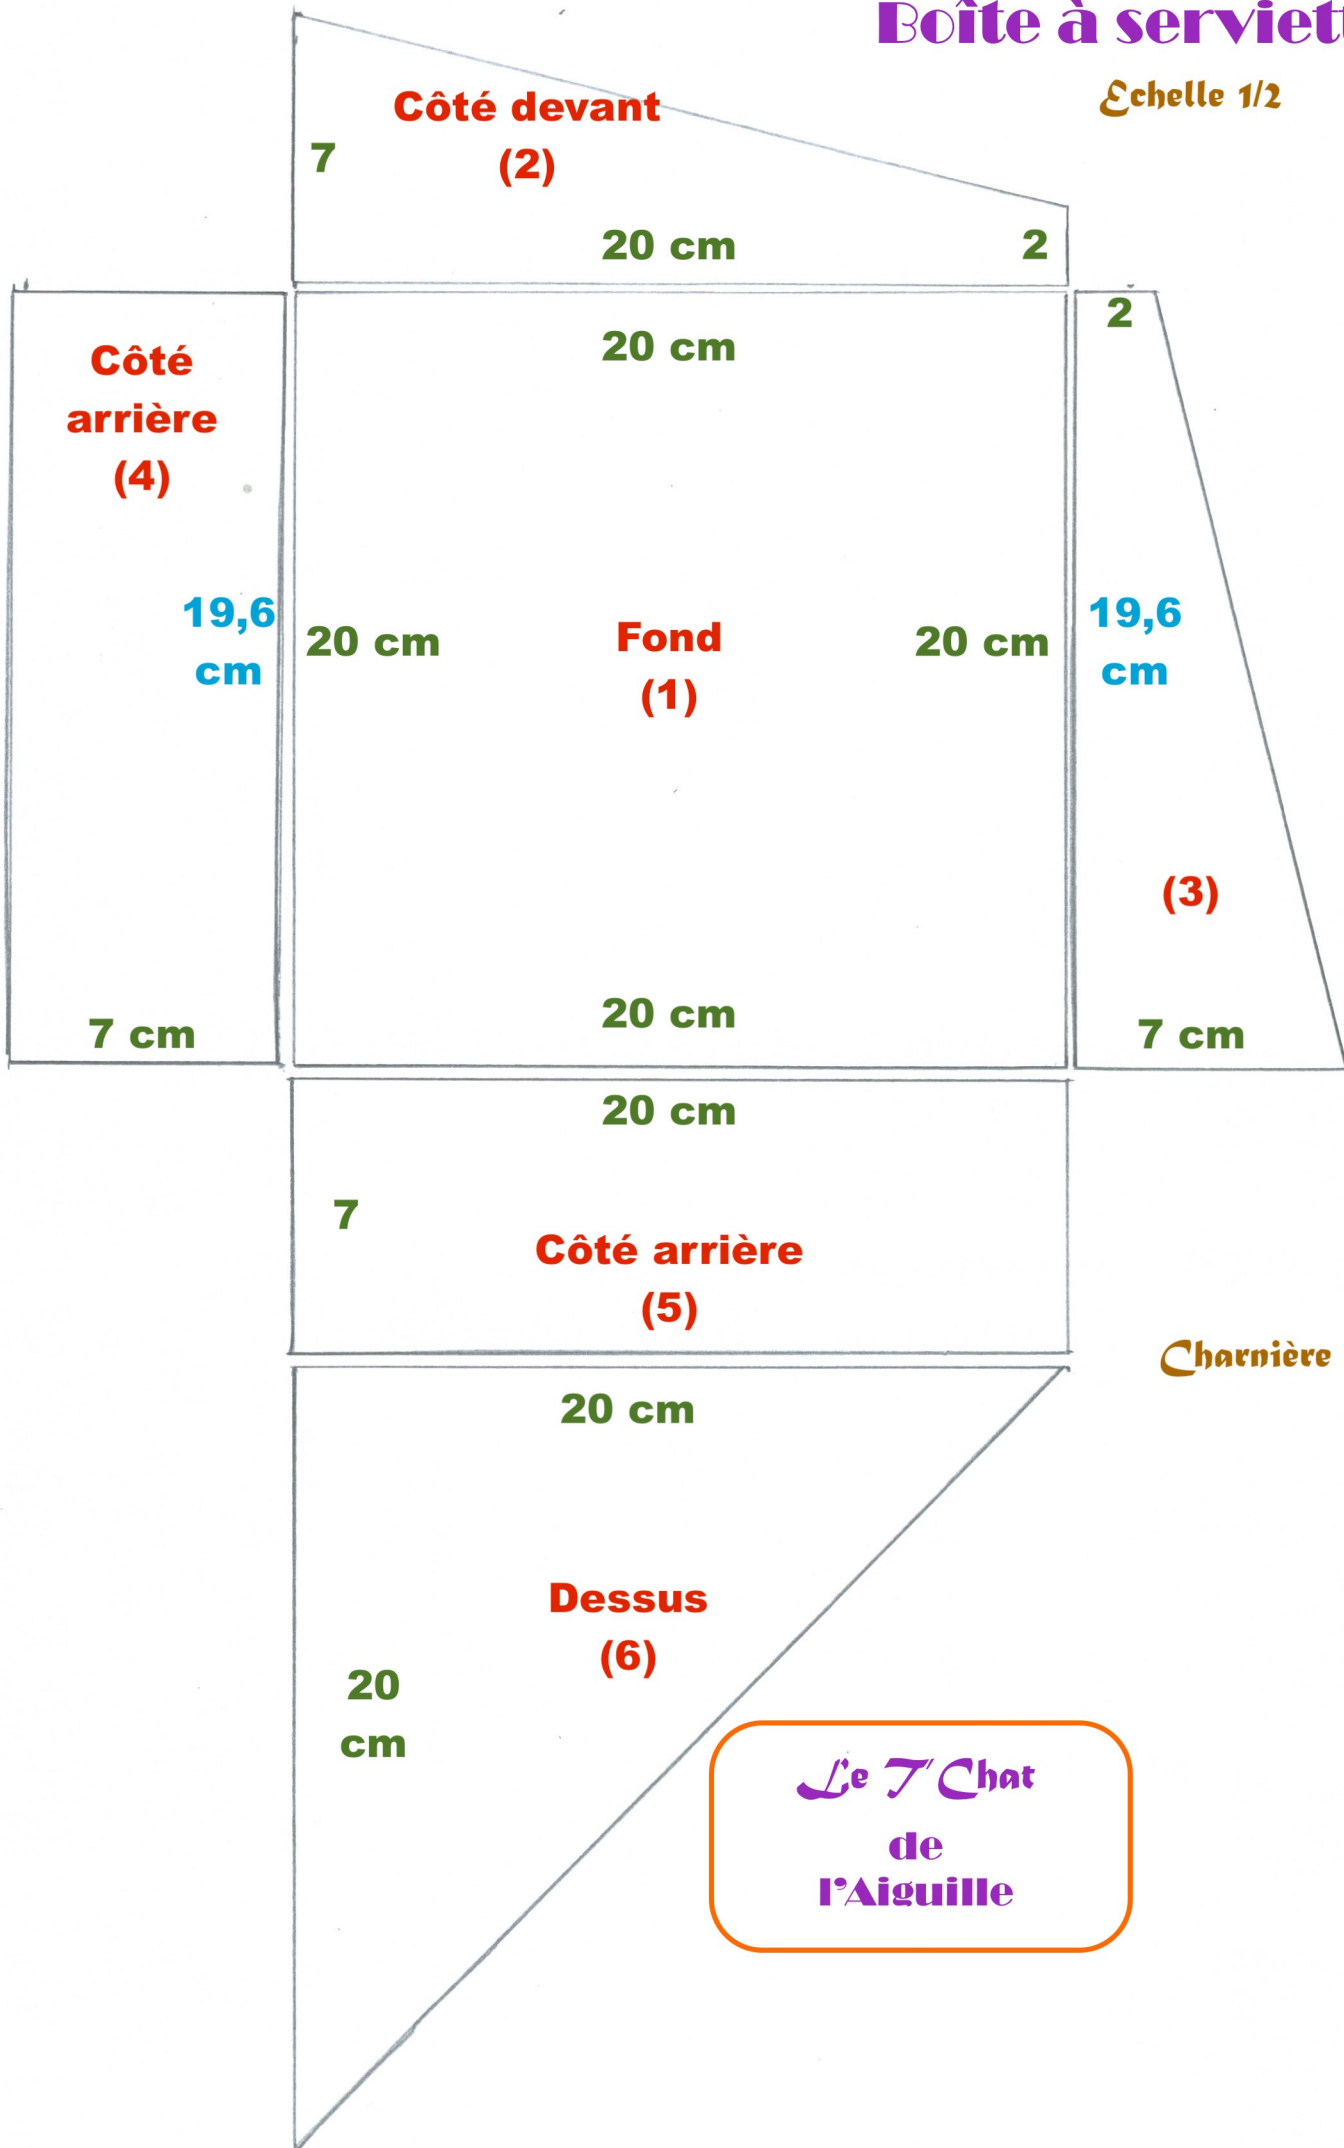 Boîte à
Echelle 1/2
Côté devant
(2)
7
20 cm
2
20 cm
2
Côté
arrière
(4)
19,6
cm
20 cm
Fond
(1)
20 cm
19,6
cm
(3)
7 cm
20 cm
7 cm
20 cm
7
Côté arrière
(5)
Charnière
20 cm
Dessus
(6)
20
cm
Le T'Chat
de
l'Aiguille